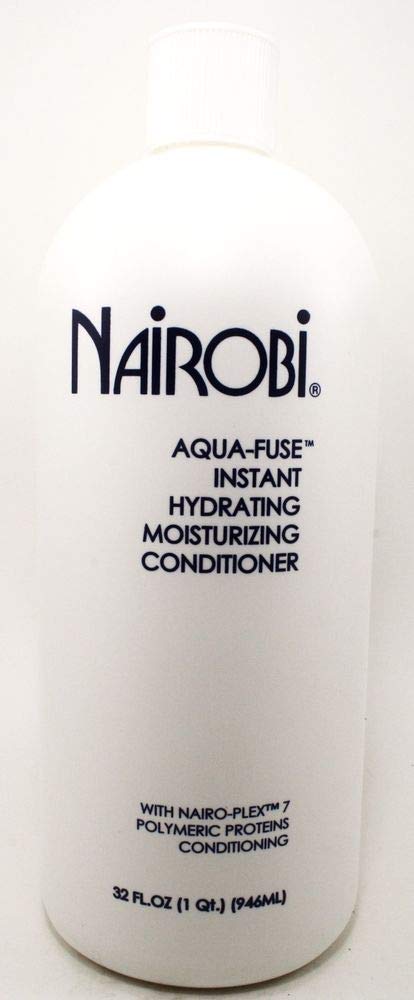 NAiROBi®
AQUA-FUSE™
INSTANT
HYDRATING
MOISTURIZING
CONDITIONER
WITH NAIRO-PLEX™ 7
POLYMERIC PROTEINS
CONDITIONING
32 FL.OZ (1 Qt.) (946ML)